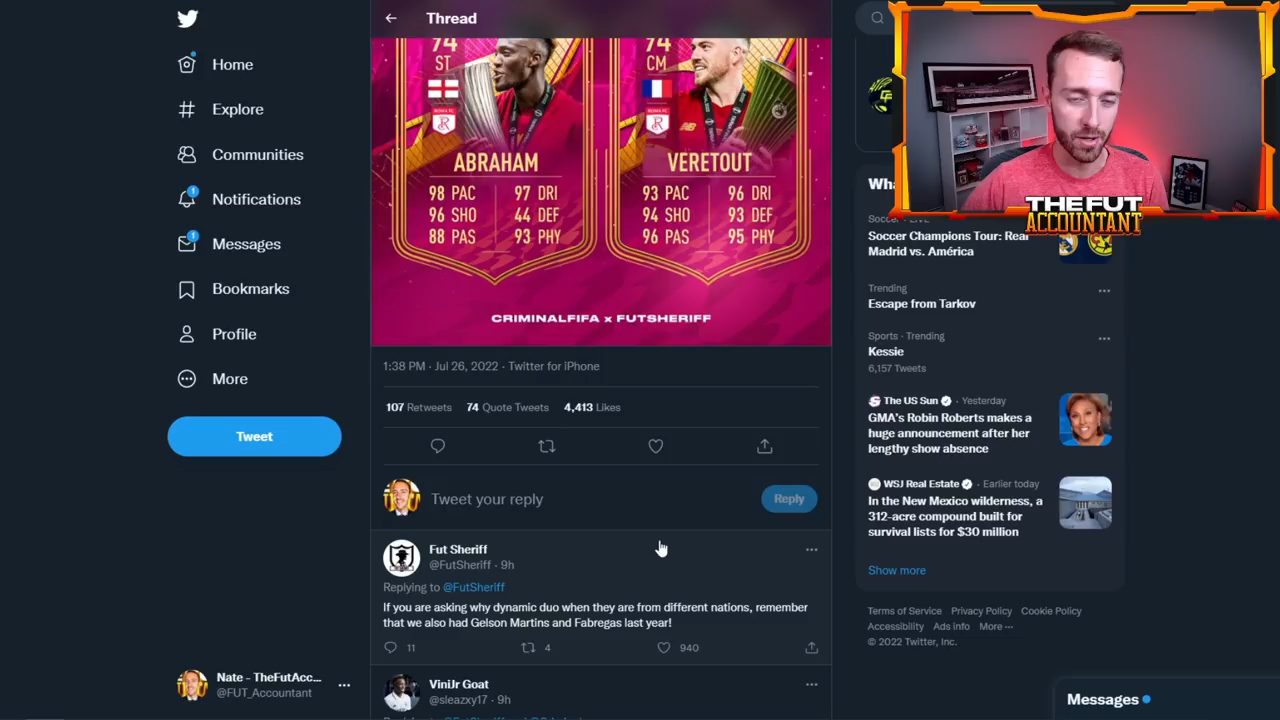 Thread
Home
Explore
Communities
Notifications
1
Messages
1
Bookmarks
Profile
More
Tweet
Nate - TheFutAcc...
@FUT_Accountant
ST
CM
ABRAHAM
98 PAC 97 DRI
96 SHO 44 DEF
88 PAS 93 PHY
VERETOUT
93 PAC 96 DRI
94 SHO 93 DEF
96 PAS 95 PHY
CRIMINALFIFA x FUTSHERIFF
1:38 PM · Jul 26, 2022 · Twitter for iPhone
107 Retweets 74 Quote Tweets 4,413 Likes
Tweet your reply
Reply
Fut Sheriff
@FutSheriff · 9h
Replying to @FutSheriff
If you are asking why dynamic duo when they are from different nations, remember
that we also had Gelson Martins and Fabregas last year!
11 4 940
ViniJr Goat
@sleazxy17 · 9h
THE FUT
ACCOUNTANT
Soccer Champions Tour: Real
Madrid vs. América
Trending
Escape from Tarkov
Sports · Trending
Kessie
6,157 Tweets
The US Sun · Yesterday
GMA's Robin Roberts makes a
huge announcement after her
lengthy show absence
WSJ Real Estate · Earlier today
In the New Mexico wilderness, a
312-acre compound built for
survival lists for $30 million
Show more
Terms of Service Privacy Policy Cookie Policy
Accessibility Ads info More ···
© 2022 Twitter, Inc.
Messages